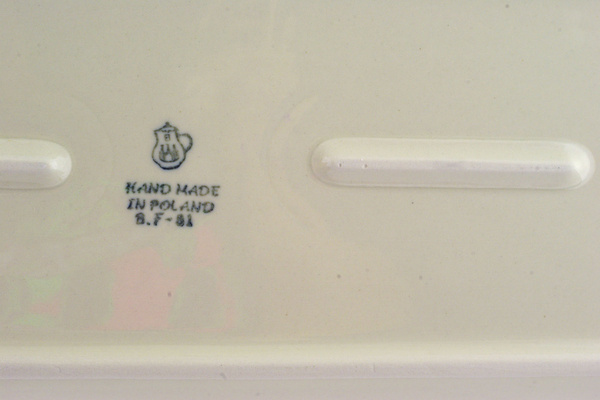 HAND MADE
IN POLAND
B.F-81